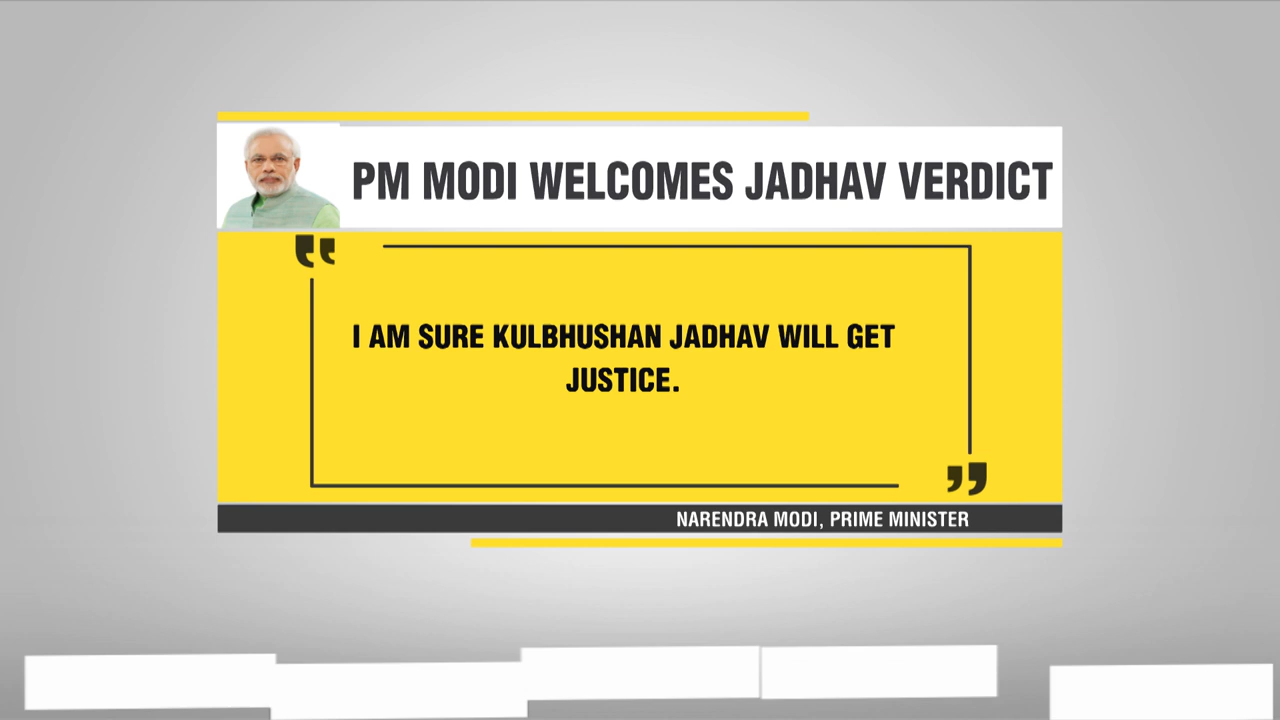 PM MODI WELCOMES JADHAV VERDICT
“
I AM SURE KULBHUSHAN JADHAV WILL GET
JUSTICE.
”
NARENDRA MODI, PRIME MINISTER